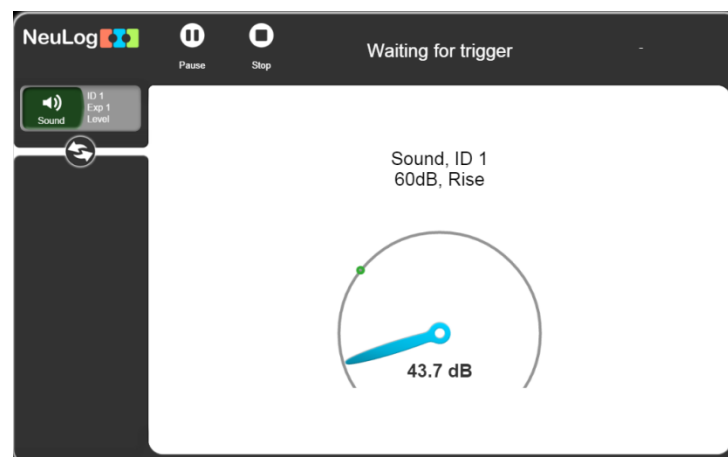 NeuLog
Pause
Stop
Waiting for trigger
-
Sound
ID 1
Exp 1
Level
Sound, ID 1
60dB, Rise
43.7 dB